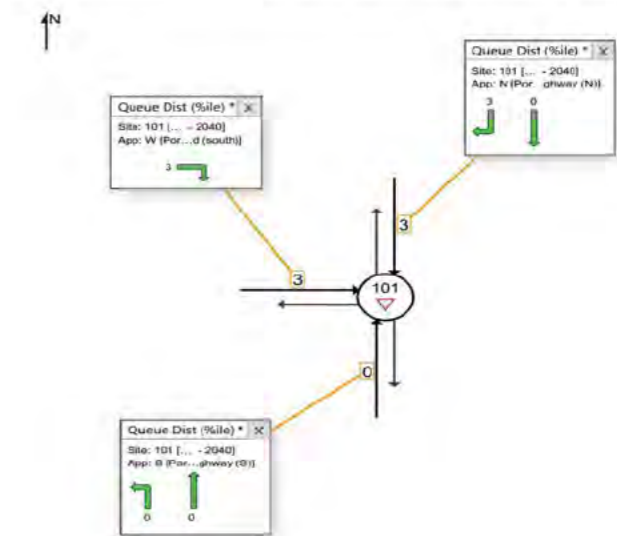 N
Queue Dist (%ile) * ×
Site: 101 [... - 2040]
App: N [Por...ghway (N)]
3 0
Queue Dist (%ile) * ×
Site: 101 [... - 2040]
App: W [Por...d (south)]
3
3
3
101
0
Queue Dist (%ile) * ×
Site: 101 [... - 2040]
App: S [Por...ghway (S)]
0 0